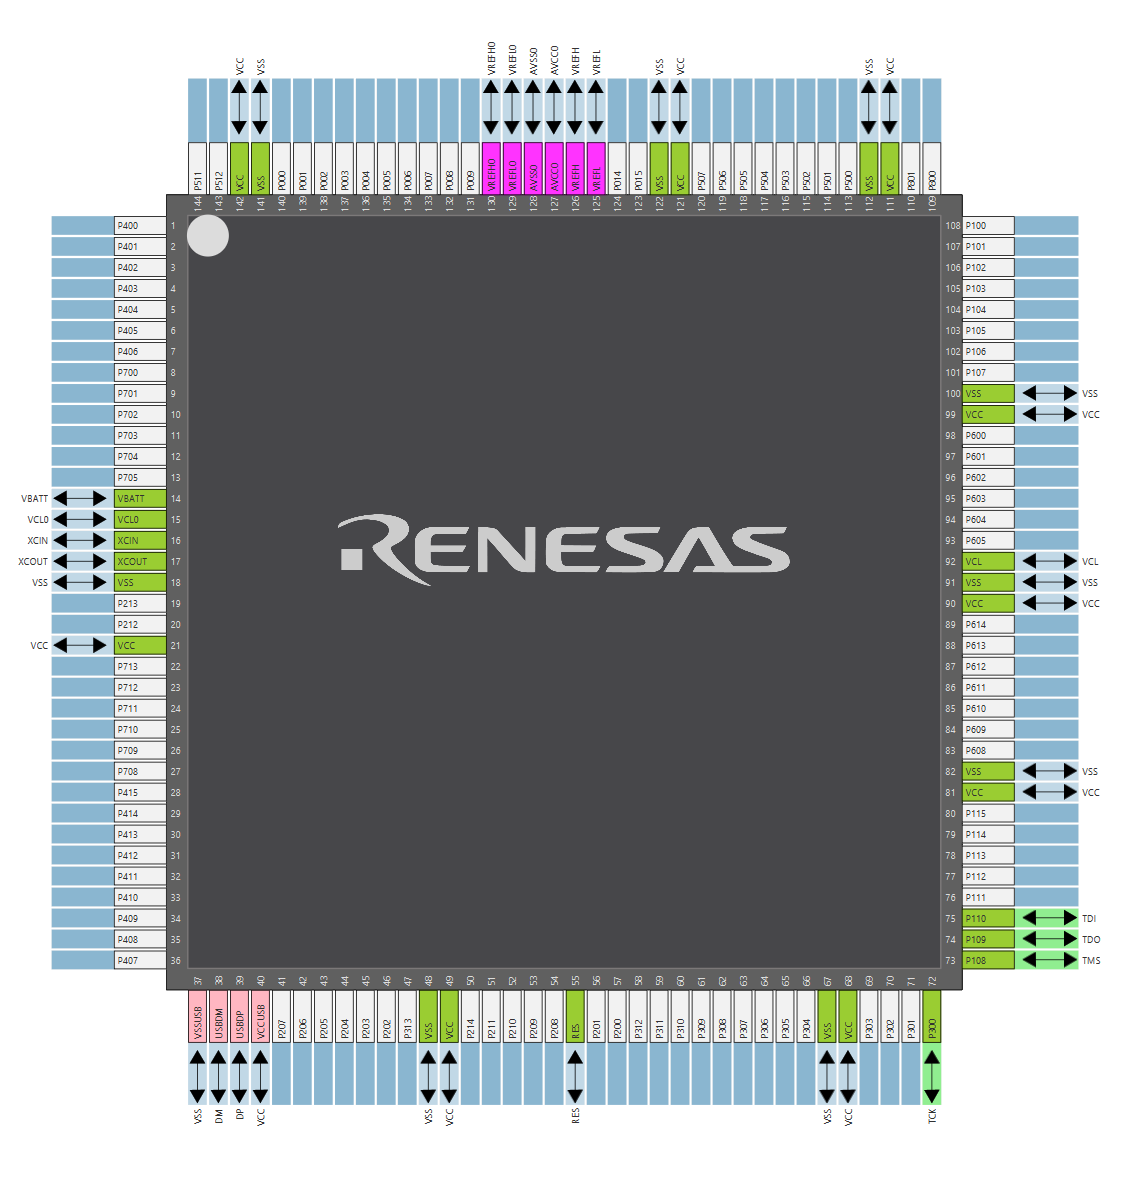 VCC
VSS
VREFH0
VREFL0
AVSS0
AVCC0
VREFH
VREFL
VSS
VCC
VSS
VCC
P511
P512
VCC
VSS
P000
P001
P002
P003
P004
P005
P006
P007
P008
P009
VREFH0
VREFL0
AVSS0
AVCC0
VREFH
VREFL
P014
P015
VSS
VCC
P507
P506
P505
P504
P503
P502
P501
P500
VSS
VCC
P801
P800
144
143
142
141
140
139
138
137
136
135
134
133
132
131
130
129
128
127
126
125
124
123
122
121
120
119
118
117
116
115
114
113
112
111
110
109
P400 1
P401 2
P402 3
P403 4
P404 5
P405 6
P406 7
P700 8
P701 9
P702 10
P703 11
P704 12
P705 13
VBATT VBATT 14
VCL0 VCL0 15
XCIN XCIN 16
XCOUT XCOUT 17
VSS VSS 18
P213 19
P212 20
VCC VCC 21
P713 22
P712 23
P711 24
P710 25
P709 26
P708 27
P415 28
P414 29
P413 30
P412 31
P411 32
P410 33
P409 34
P408 35
P407 36
RENESAS
108 P100
107 P101
106 P102
105 P103
104 P104
103 P105
102 P106
101 P107
100 VSS VSS
99 VCC VCC
98 P600
97 P601
96 P602
95 P603
94 P604
93 P605
92 VCL VCL
91 VSS VSS
90 VCC VCC
89 P614
88 P613
87 P612
86 P611
85 P610
84 P609
83 P608
82 VSS VSS
81 VCC VCC
80 P115
79 P114
78 P113
77 P112
76 P111
75 P110 TDI
74 P109 TDO
73 P108 TMS
37
38
39
40
41
42
43
44
45
46
47
48
49
50
51
52
53
54
55
56
57
58
59
60
61
62
63
64
65
66
67
68
69
70
71
72
VSSUSB
USBDM
USBDP
VCCUSB
P207
P206
P205
P204
P203
P202
P313
VSS
VCC
P214
P211
P210
P209
P208
RES
P201
P200
P312
P311
P310
P309
P308
P307
P306
P305
P304
VSS
VCC
P303
P302
P301
P300
VSS
DM
DP
VCC
VSS
VCC
RES
VSS
VCC
TCK